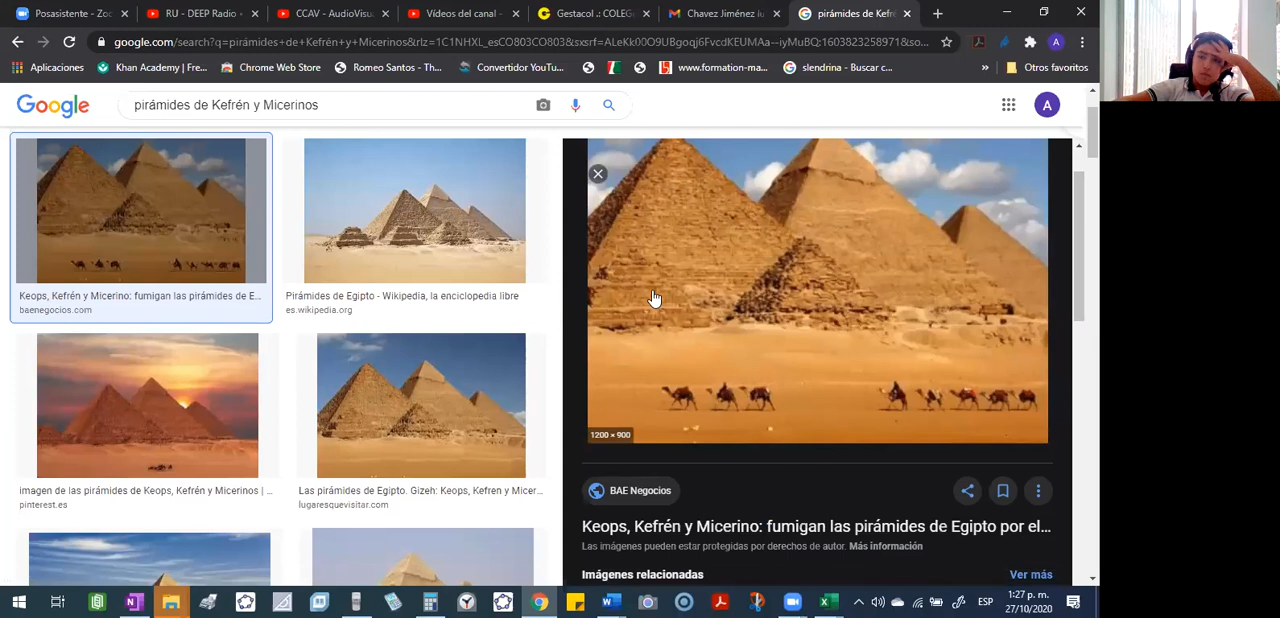 Posasistente - Zoo
RU - DEEP Radio
CCAV - AudioVisu
Vídeos del canal -
Gestacol .: COLEG
Chavez Jiménez lu
pirámides de Kefré
google.com/search?q=pirámides+de+Kefrén+y+Micerinos&rlz=1C1NHXL_esCO803CO803&sxsrf=ALeKk00O9UBgoqj6FvcdKEUMAa--iyMuBQ:1603823258971&so...
A
Aplicaciones
Khan Academy | Fre...
Chrome Web Store
Romeo Santos - Th...
Convertidor YouTu...
www.formation-ma...
slendrina - Buscar c...
»
Otros favoritos
Google
pirámides de Kefrén y Micerinos
A
Keops, Kefrén y Micerino: fumigan las pirámides de E...
baenegocios.com
Pirámides de Egipto - Wikipedia, la enciclopedia libre
es.wikipedia.org
imagen de las pirámides de Keops, Kefrén y Micerinos | ...
pinterest.es
Las pirámides de Egipto. Gizeh: Keops, Kefren y Micer...
lugaresquevisitar.com
1200 × 900
BAE Negocios
Keops, Kefrén y Micerino: fumigan las pirámides de Egipto por el...
Las imágenes pueden estar protegidas por derechos de autor. Más información
Imágenes relacionadas
Ver más
ESP
1:27 p. m.
27/10/2020